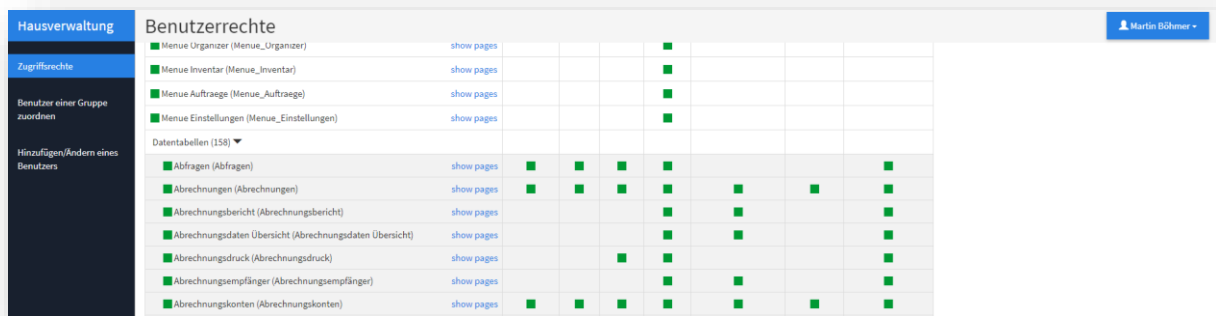 Hausverwaltung
Benutzerrechte
Martin Böhmer
Zugriffsrechte
Benutzer einer Gruppe
zuordnen
Hinzufügen/Ändern eines
Benutzers
Menue Organizer (Menue_Organizer) show pages
Menue Inventar (Menue_Inventar) show pages
Menue Auftraege (Menue_Auftraege) show pages
Menue Einstellungen (Menue_Einstellungen) show pages
Datentabellen (158)
Abfragen (Abfragen) show pages
Abrechnungen (Abrechnungen) show pages
Abrechnungsbericht (Abrechnungsbericht) show pages
Abrechnungsdaten Übersicht (Abrechnungsdaten Übersicht) show pages
Abrechnungsdruck (Abrechnungsdruck) show pages
Abrechnungsempfänger (Abrechnungsempfänger) show pages
Abrechnungskonten (Abrechnungskonten) show pages